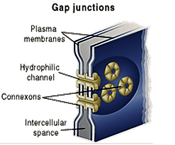 Gap junctions
Plasma
membranes
Hydrophilic
channel
Connexons
Intercellular
spance